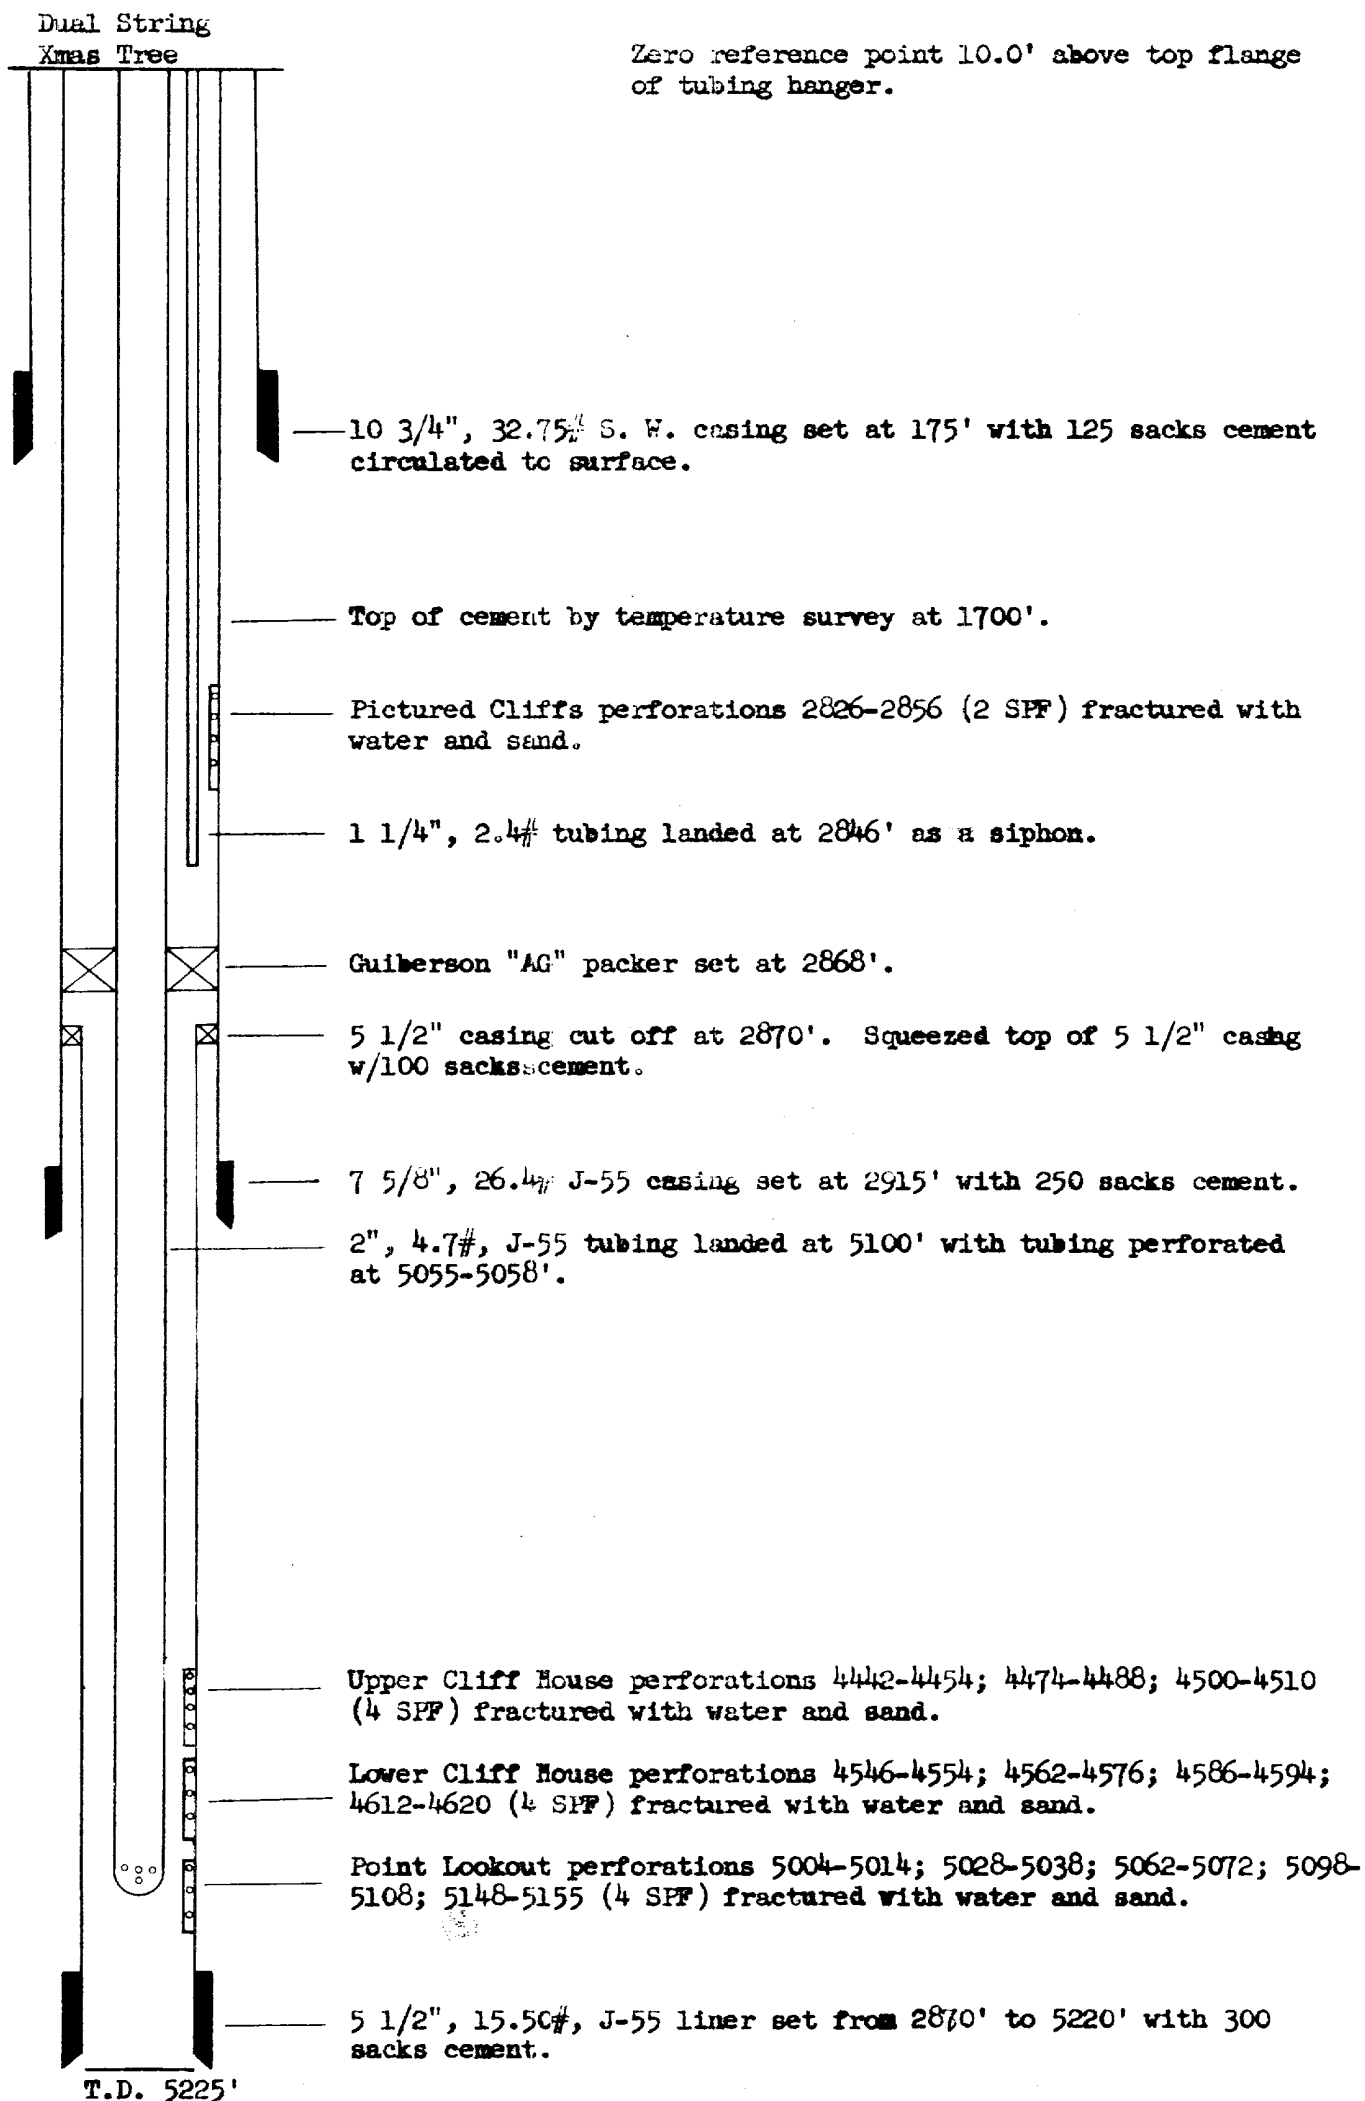 Dual String
Xmas Tree
Zero reference point 10.0' above top flange
of tubing hanger.
10 3/4", 32.75# S. W. casing set at 175' with 125 sacks cement
circulated to surface.
Top of cement by temperature survey at 1700'.
Pictured Cliffs perforations 2826-2856 (2 SPF) fractured with
water and sand.
1 1/4", 2.4# tubing landed at 2846' as a siphon.
Guiberson "AG" packer set at 2868'.
5 1/2" casing cut off at 2870'. Squeezed top of 5 1/2" casng
w/100 sacks cement.
7 5/8", 26.4# J-55 casing set at 2915' with 250 sacks cement.
2", 4.7#, J-55 tubing landed at 5100' with tubing perforated
at 5055-5058'.
Upper Cliff House perforations 4442-4454; 4474-4488; 4500-4510
(4 SPF) fractured with water and sand.
Lower Cliff House perforations 4546-4554; 4562-4576; 4586-4594;
4612-4620 (4 SPF) fractured with water and sand.
Point Lookout perforations 5004-5014; 5028-5038; 5062-5072; 5098-
5108; 5148-5155 (4 SPF) fractured with water and sand.
5 1/2", 15.50#, J-55 liner set from 2870' to 5220' with 300
sacks cement.
T.D. 5225'